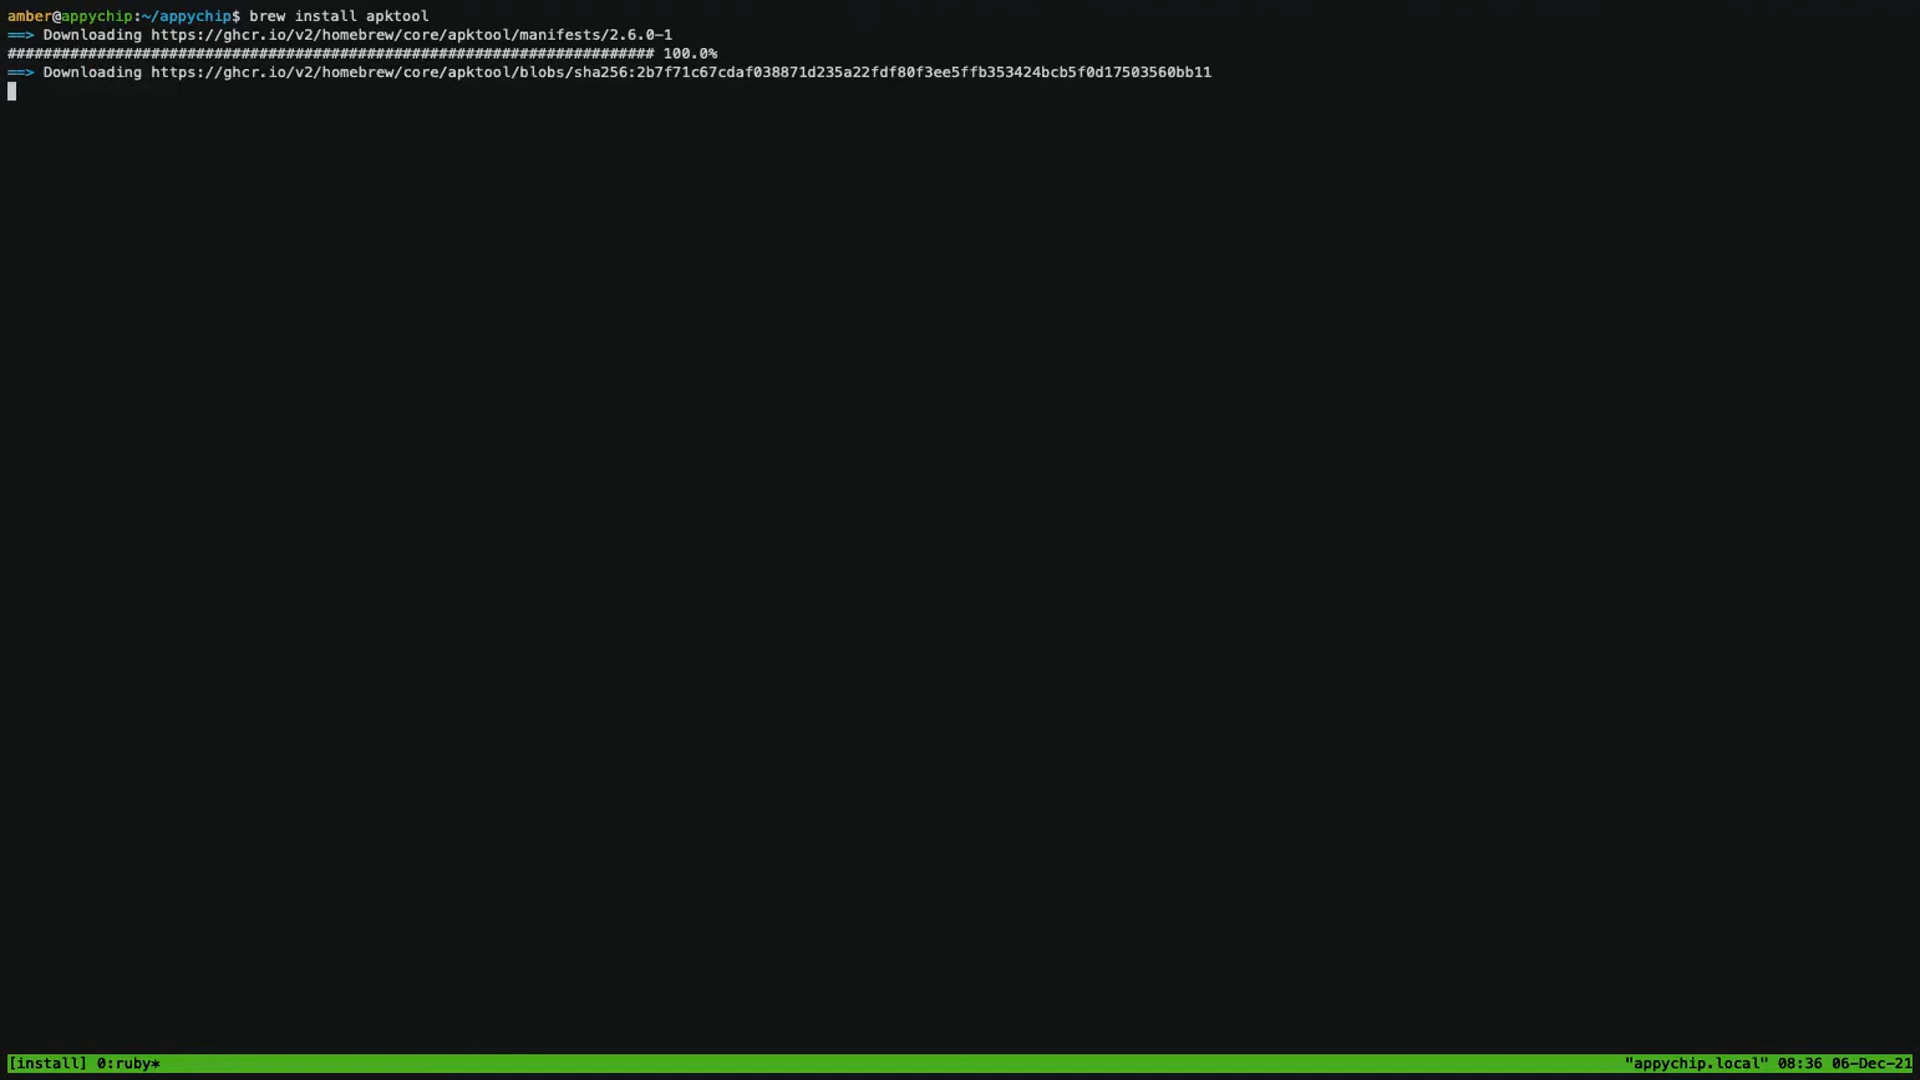 amber@appychip:~/appychip$ brew install apktool
==> Downloading https://ghcr.io/v2/homebrew/core/apktool/manifests/2.6.0-1
######################################################################## 100.0%
==> Downloading https://ghcr.io/v2/homebrew/core/apktool/blobs/sha256:2b7f71c67cdaf038871d235a22fdf80f3ee5ffb353424bcb5f0d17503560bb11
[install] 0:ruby* "appychip.local" 08:36 06-Dec-21